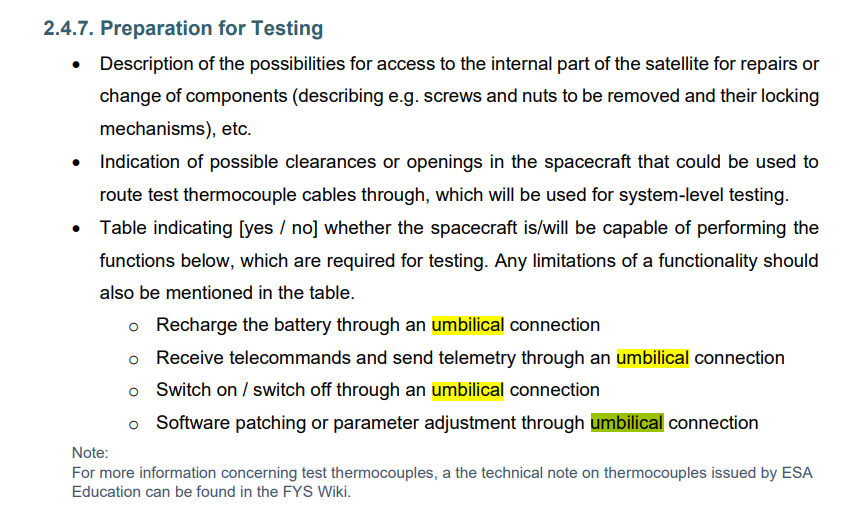 2.4.7. Preparation for Testing
• Description of the possibilities for access to the internal part of the satellite for repairs or
change of components (describing e.g. screws and nuts to be removed and their locking
mechanisms), etc.
• Indication of possible clearances or openings in the spacecraft that could be used to
route test thermocouple cables through, which will be used for system-level testing.
• Table indicating [yes / no] whether the spacecraft is/will be capable of performing the
functions below, which are required for testing. Any limitations of a functionality should
also be mentioned in the table.
o Recharge the battery through an umbilical connection
o Receive telecommands and send telemetry through an umbilical connection
o Switch on / switch off through an umbilical connection
o Software patching or parameter adjustment through umbilical connection
Note:
For more information concerning test thermocouples, a the technical note on thermocouples issued by ESA
Education can be found in the FYS Wiki.